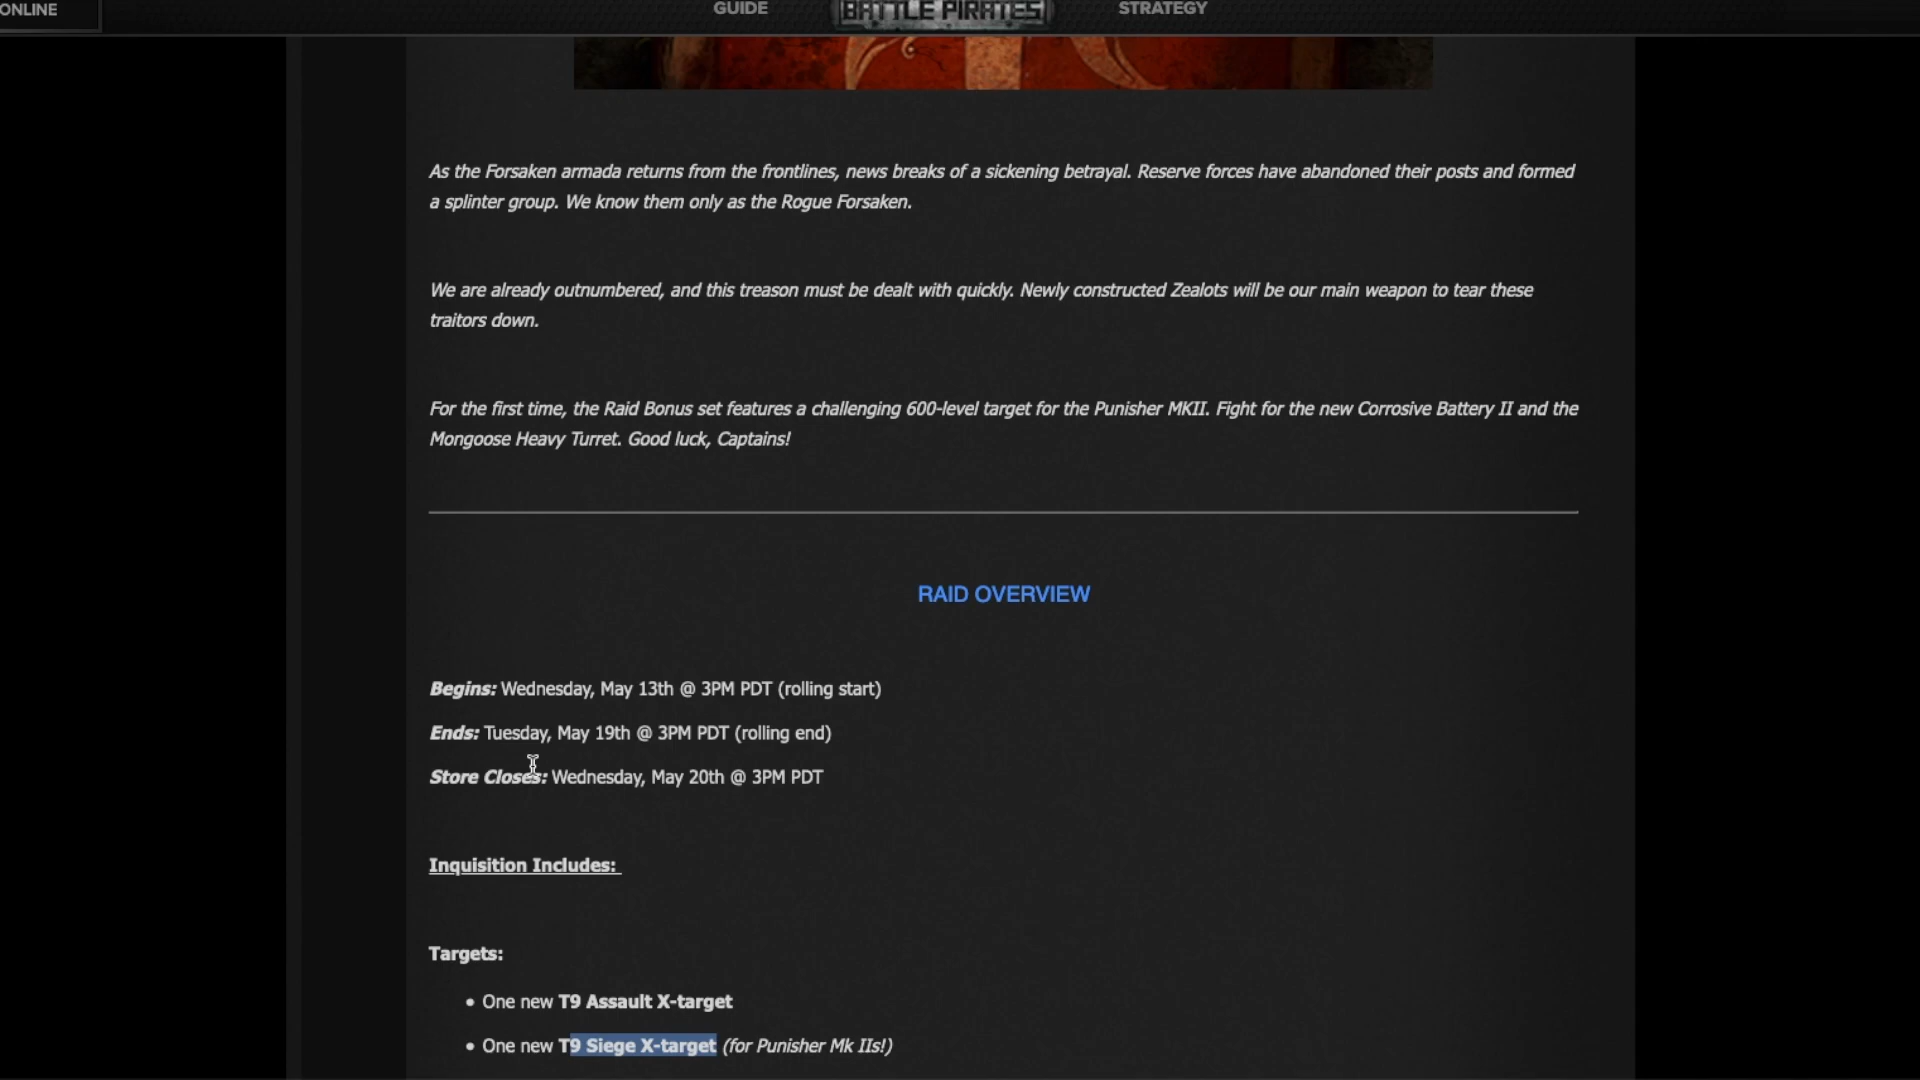 ONLINE
GUIDE
BATTLE PIRATES
STRATEGY
As the Forsaken armada returns from the frontlines, news breaks of a sickening betrayal. Reserve forces have abandoned their posts and formed
a splinter group. We know them only as the Rogue Forsaken.
We are already outnumbered, and this treason must be dealt with quickly. Newly constructed Zealots will be our main weapon to tear these
traitors down.
For the first time, the Raid Bonus set features a challenging 600-level target for the Punisher MKII. Fight for the new Corrosive Battery II and the
Mongoose Heavy Turret. Good luck, Captains!
RAID OVERVIEW
Begins: Wednesday, May 13th @ 3PM PDT (rolling start)
Ends: Tuesday, May 19th @ 3PM PDT (rolling end)
Store Closes: Wednesday, May 20th @ 3PM PDT
Inquisition Includes:
Targets:
• One new T9 Assault X-target
• One new T9 Siege X-target (for Punisher Mk IIs!)